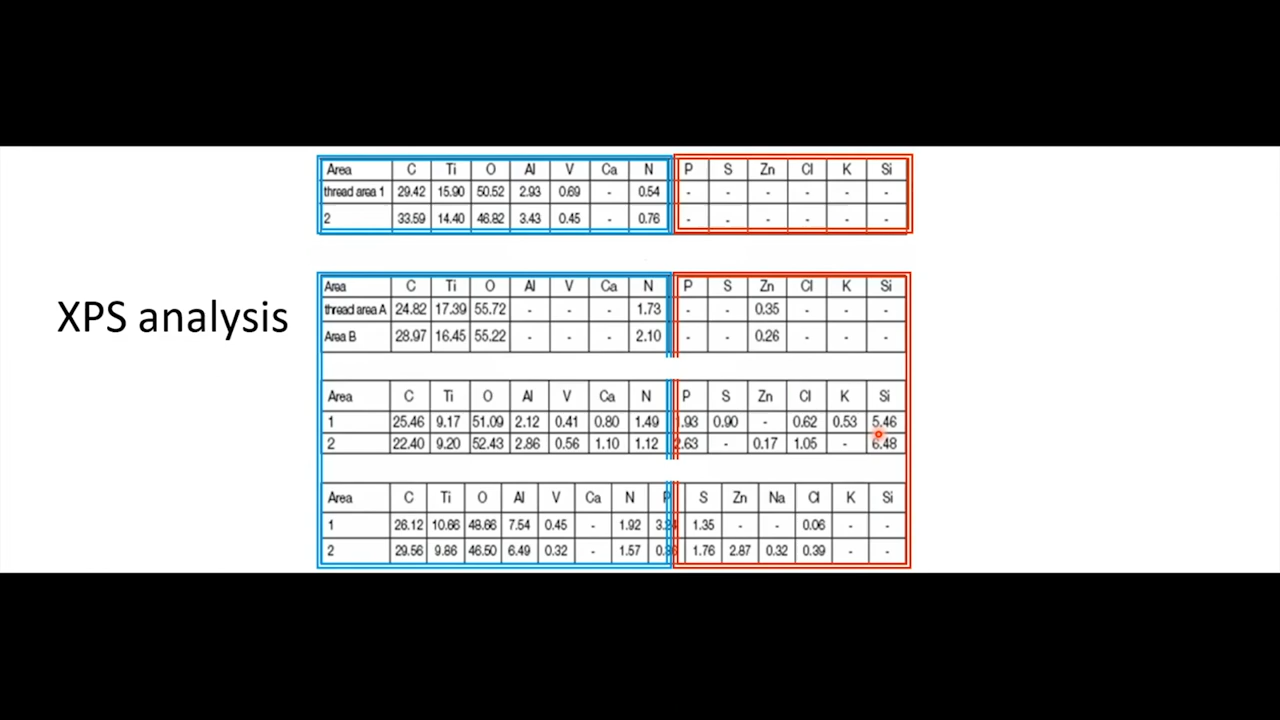 XPS analysis
Area C Ti O Al V Ca N P S Zn Cl K Si
thread area 1 29.42 15.90 50.52 2.93 0.69 - 0.54 - - - - - -
2 33.59 14.40 46.82 3.43 0.45 - 0.76 - - - - - -
Area C Ti O Al V Ca N P S Zn Cl K Si
thread area A 24.82 17.39 55.72 - - - 1.73 - - 0.35 - - -
Area B 28.97 16.45 55.22 - - - 2.10 - - 0.26 - - -
Area C Ti O Al V Ca N P S Zn Cl K Si
1 25.46 9.17 51.09 2.12 0.41 0.80 1.49 .93 0.90 - 0.62 0.53 5.46
2 22.40 9.20 52.43 2.86 0.56 1.10 1.12 2.63 - 0.17 1.05 - 6.48
Area C Ti O Al V Ca N P S Zn Na Cl K Si
1 26.12 10.66 48.66 7.54 0.45 - 1.92 1.35 - - 0.06 - -
2 29.56 9.86 46.50 6.49 0.32 - 1.57 1.76 2.87 0.32 0.39 - -